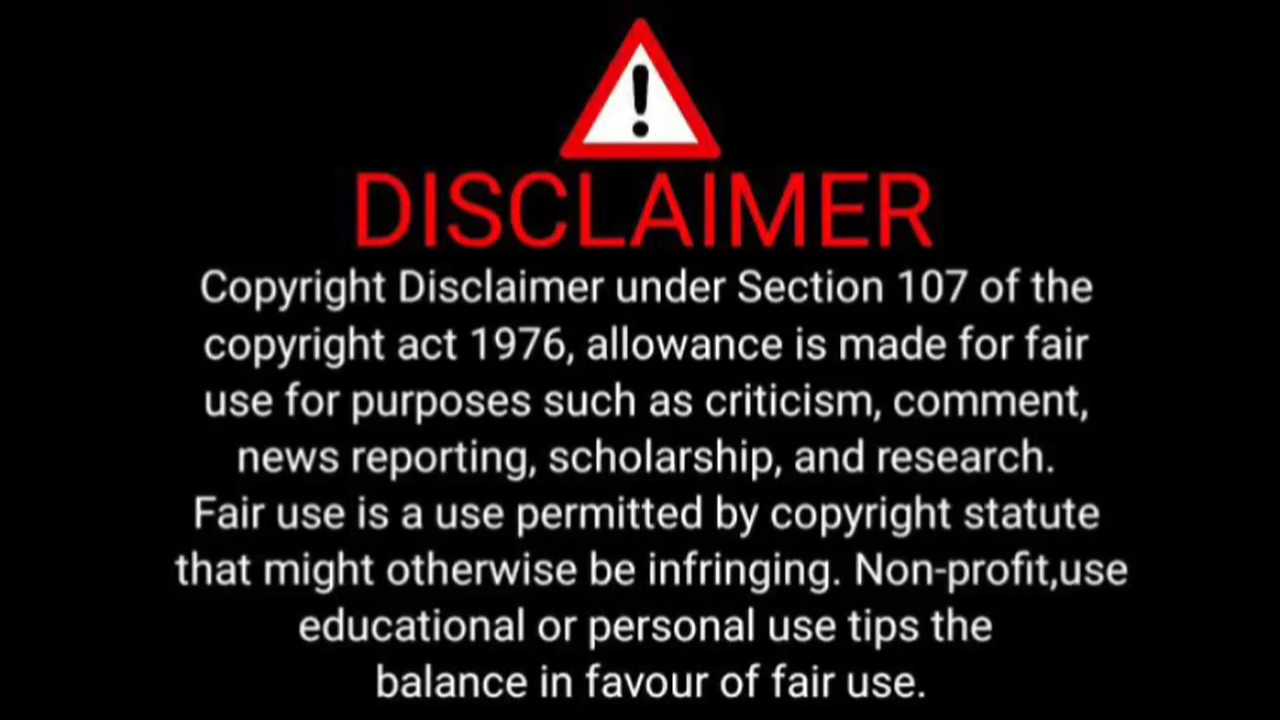 DISCLAIMER
Copyright Disclaimer under Section 107 of the
copyright act 1976, allowance is made for fair
use for purposes such as criticism, comment,
news reporting, scholarship, and research.
Fair use is a use permitted by copyright statute
that might otherwise be infringing. Non-profit,use
educational or personal use tips the
balance in favour of fair use.